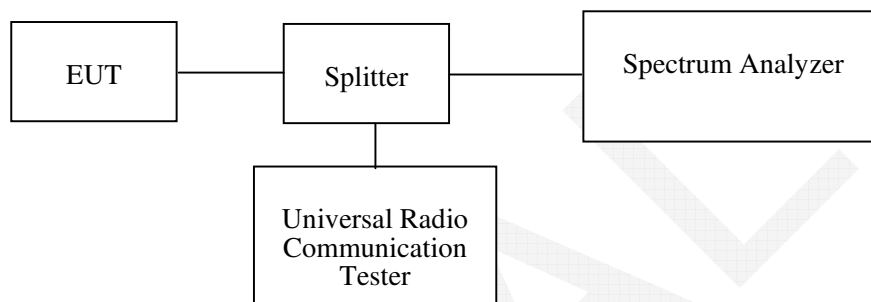 EUT
Splitter
Spectrum Analyzer
Universal Radio
Communication
Tester